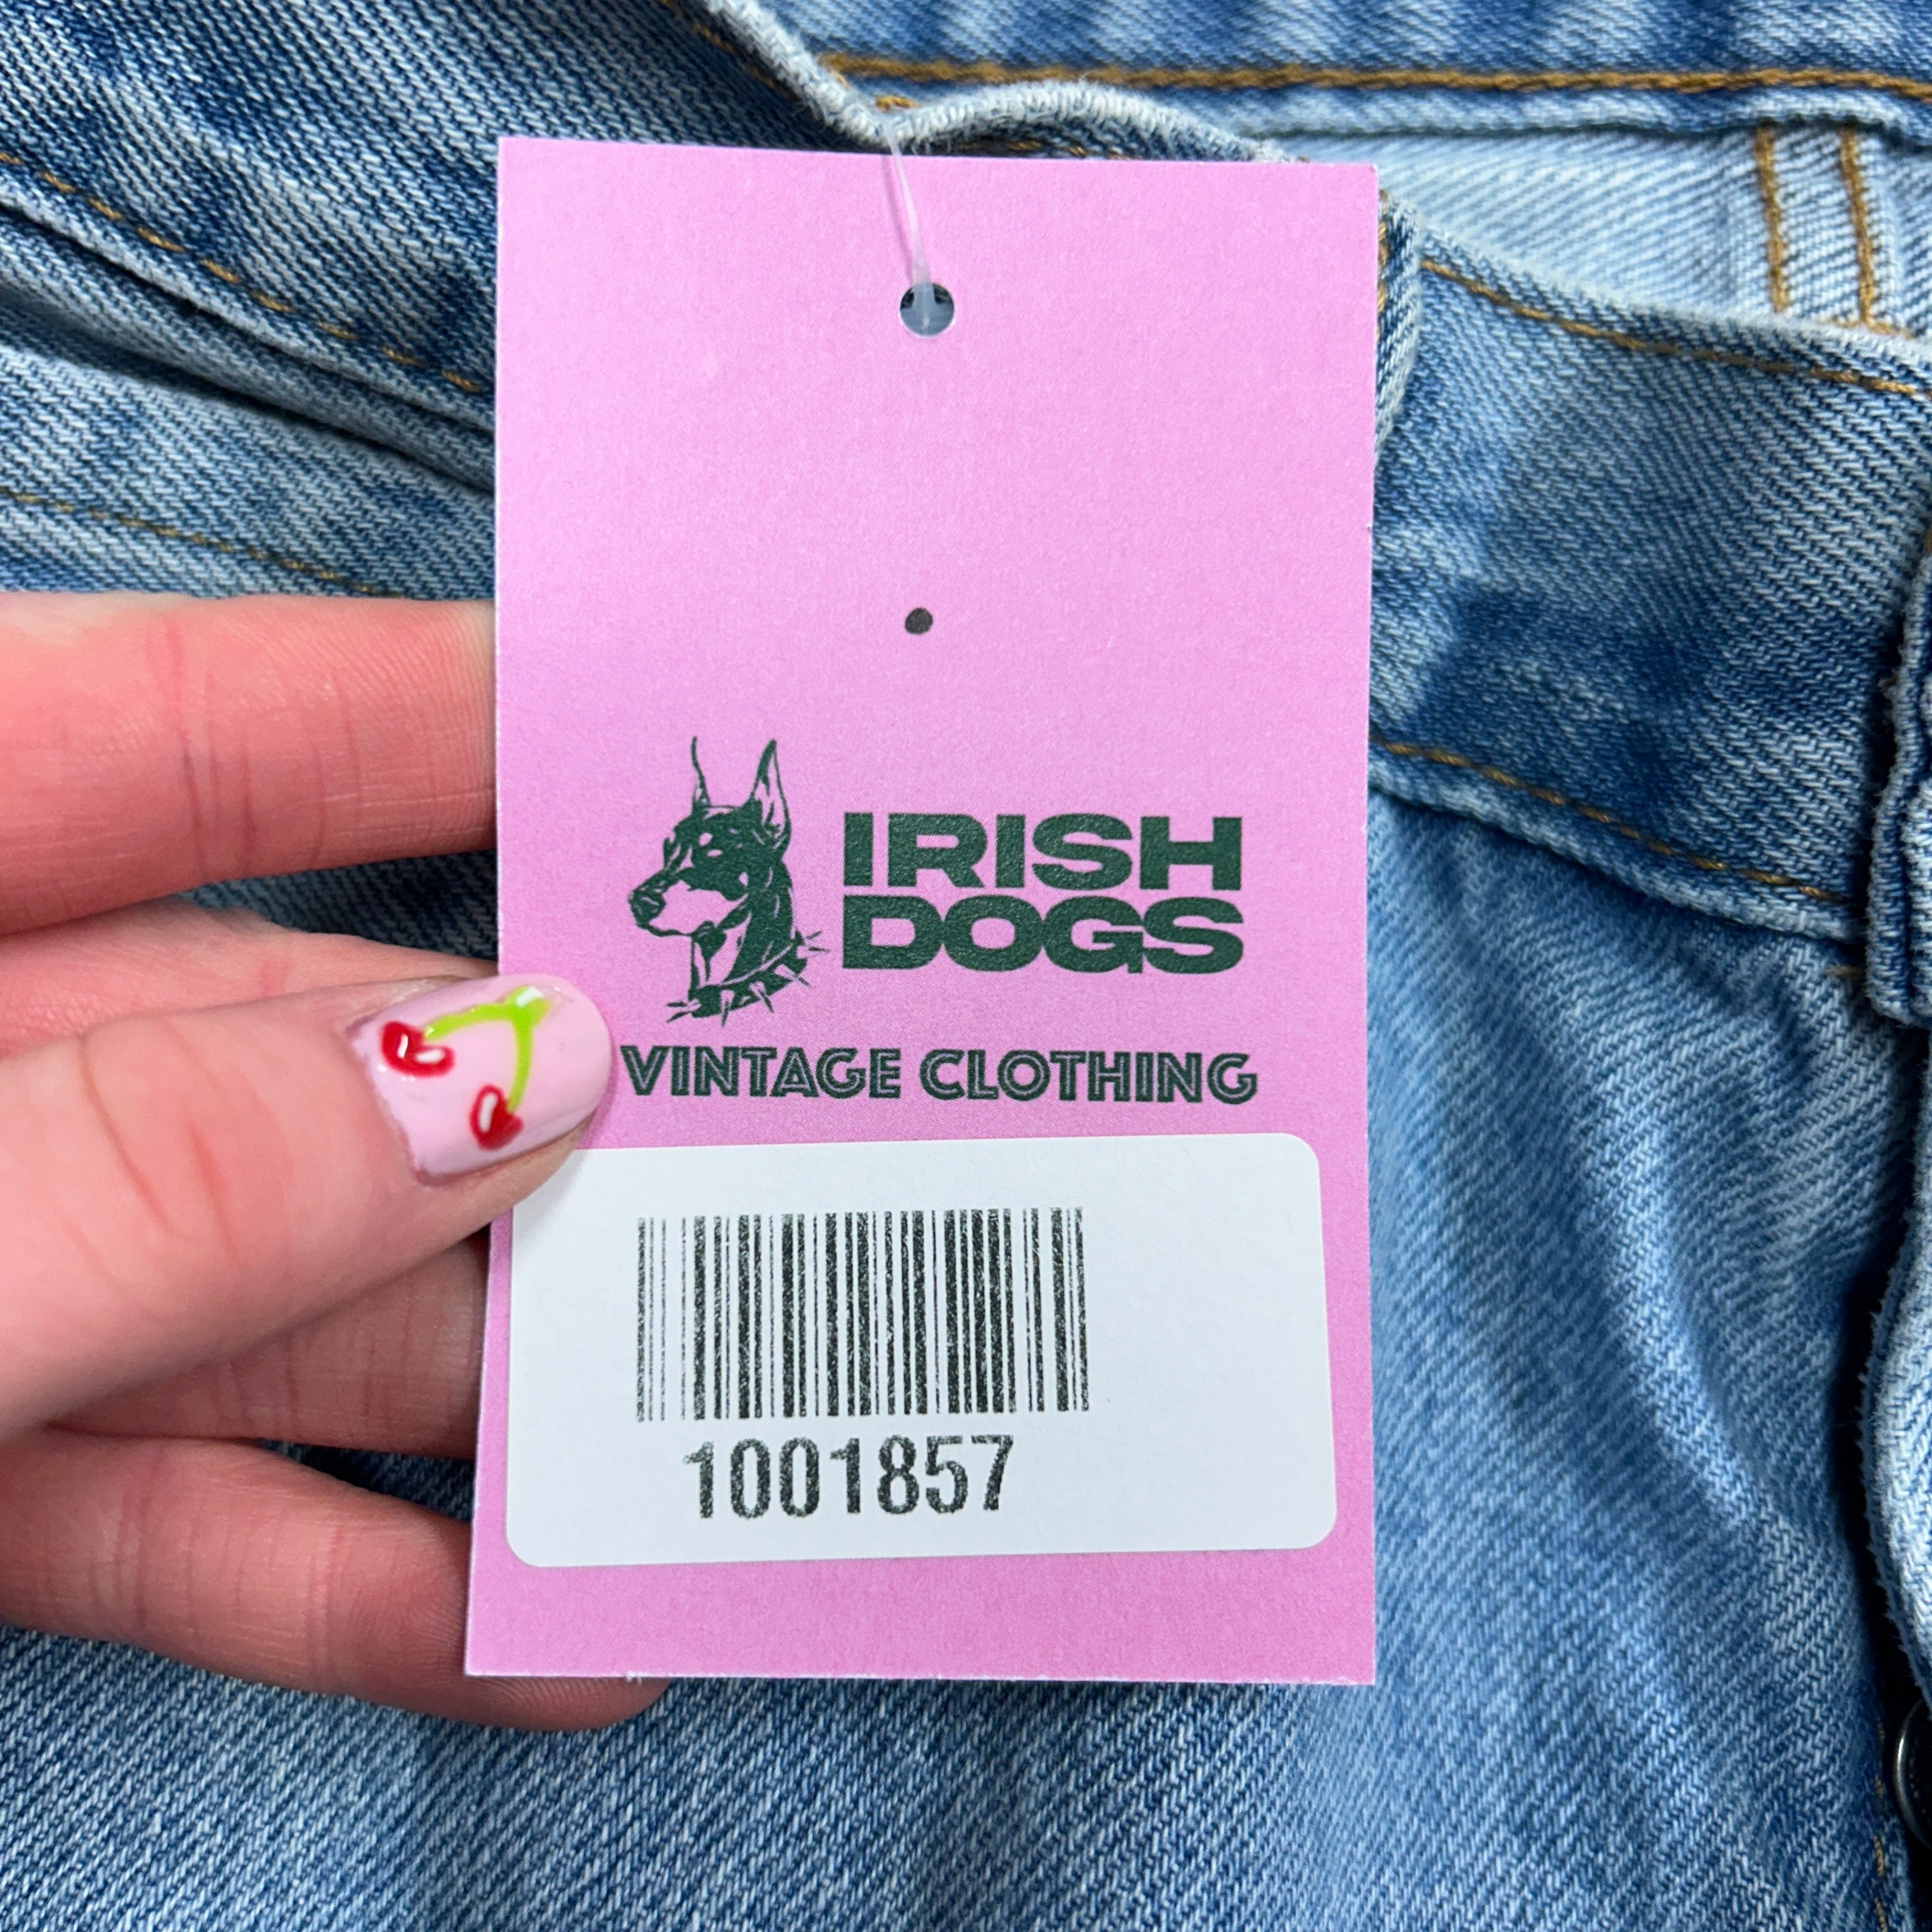 IRISH
DOGS
VINTAGE CLOTHING
1001857